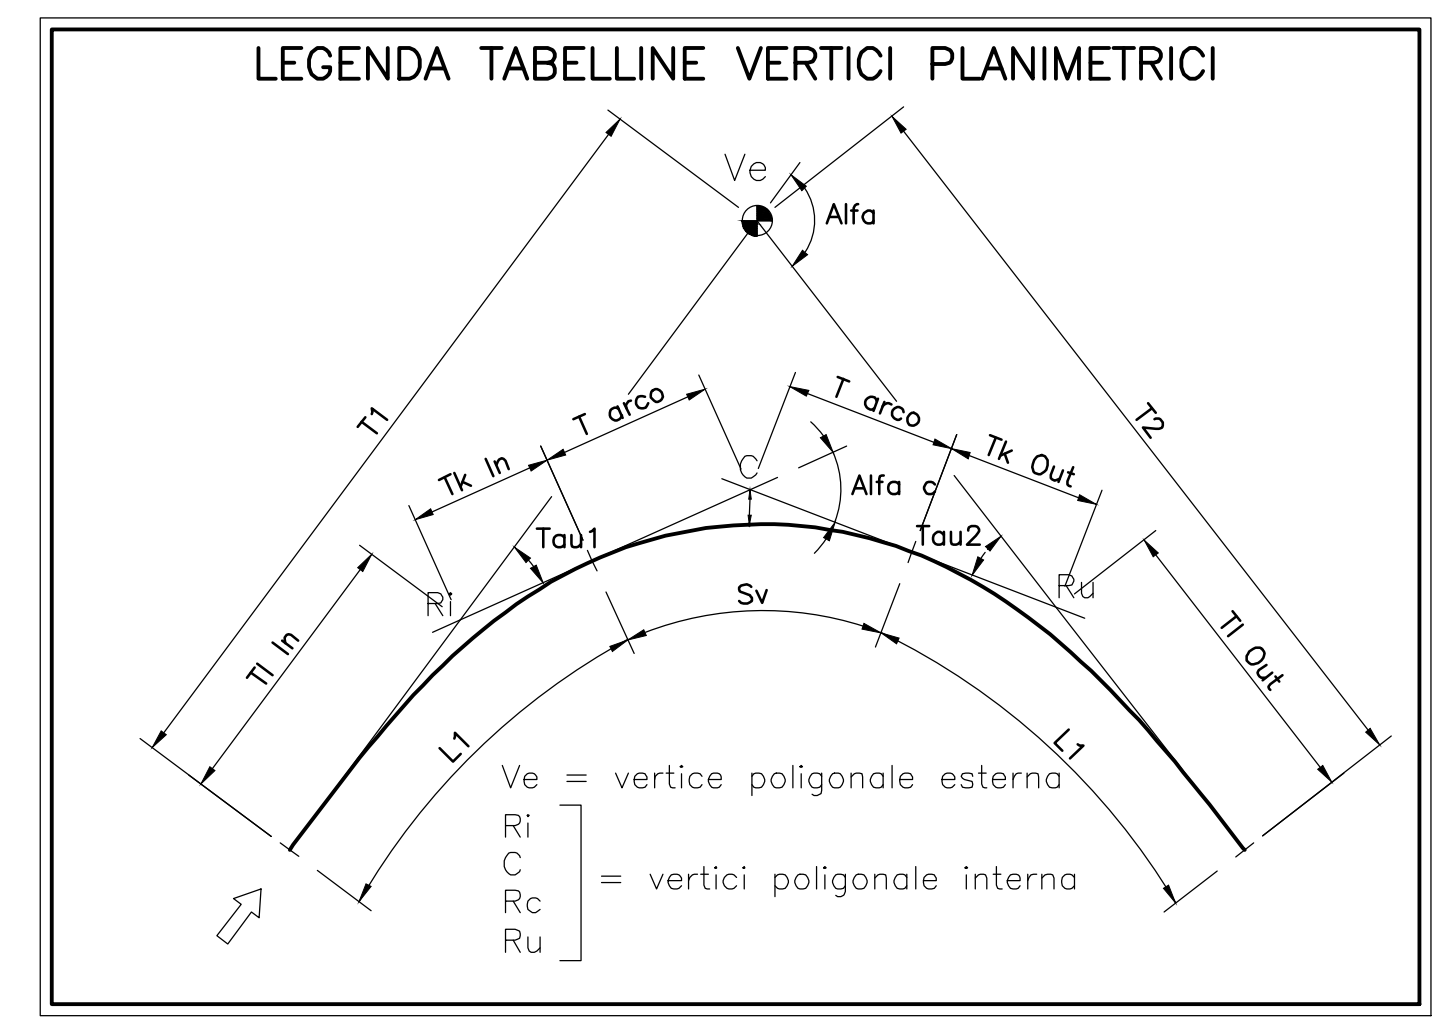 LEGENDA TABELLINE VERTICI PLANIMETRICI
Ve
Alfa
T1
T2
T arco
T arco
Tk In
Tk Out
C
Alfa c
Tau1
Tau2
Ri
Ru
Tl In
Tl Out
Sv
L1
L1
Ve = vertice poligonale esterna
Ri
C
= vertici poligonale interna
Rc
Ru